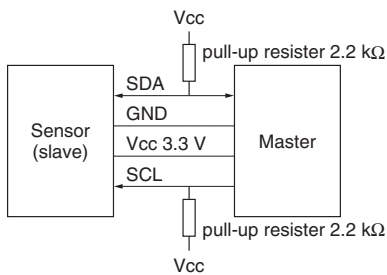 Vcc
pull-up resister 2.2 kΩ
SDA
GND
Sensor
(slave)
Vcc 3.3 V
Master
SCL
pull-up resister 2.2 kΩ
Vcc